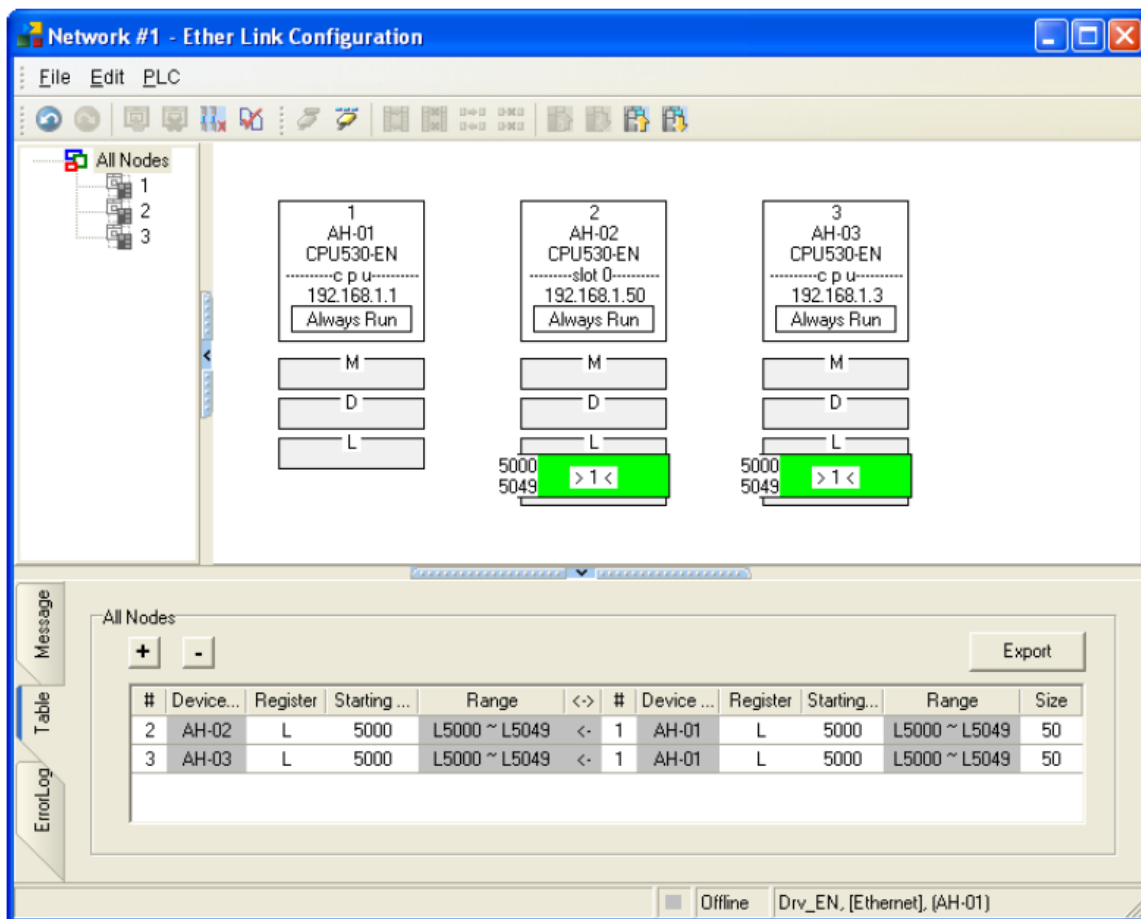 Network #1 - Ether Link Configuration
File Edit PLC
All Nodes
1
2
3
1
AH-01
CPU530-EN
---------c p u---------
192.168.1.1
Always Run
M
D
L
2
AH-02
CPU530-EN
---------slot 0---------
192.168.1.50
Always Run
M
D
L
5000
5049
> 1 <
3
AH-03
CPU530-EN
---------c p u---------
192.168.1.3
Always Run
M
D
L
5000
5049
> 1 <
Message
Table
ErrorLog
All Nodes
+ -
Export
# Device... Register Starting ... Range <-> # Device ... Register Starting... Range Size
2 AH-02 L 5000 L5000 ~ L5049 <- 1 AH-01 L 5000 L5000 ~ L5049 50
3 AH-03 L 5000 L5000 ~ L5049 <- 1 AH-01 L 5000 L5000 ~ L5049 50
Offline Drv_EN, [Ethernet], (AH-01)